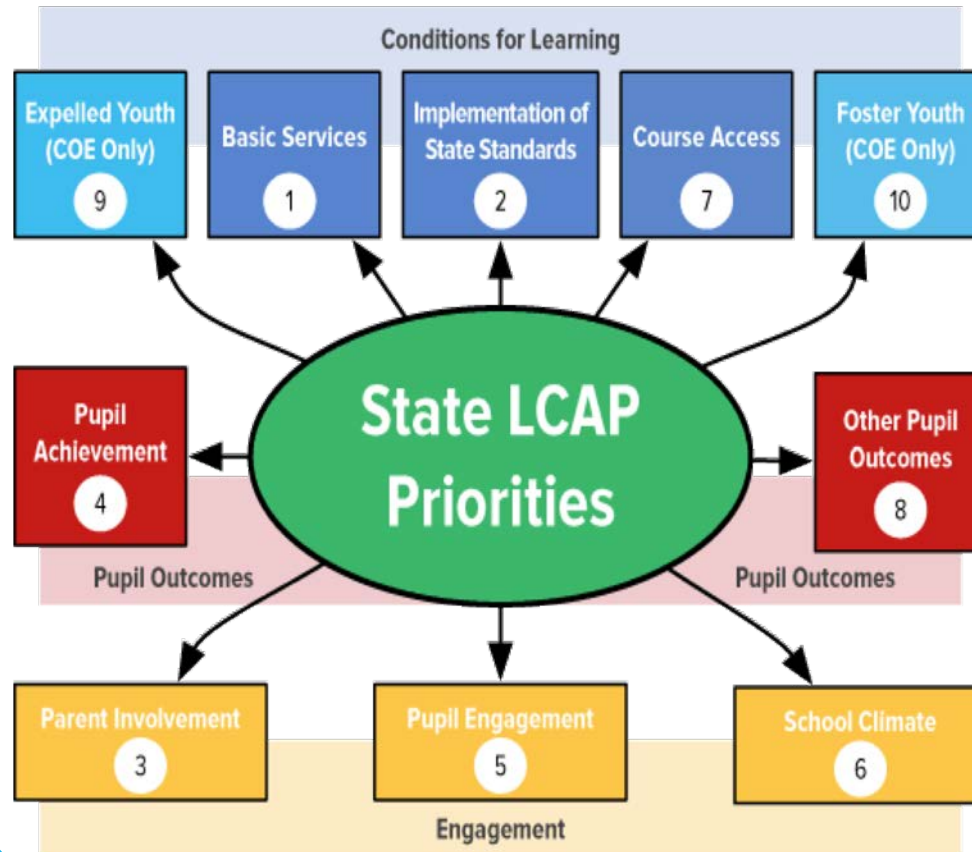 Conditions for Learning
Expelled Youth
(COE Only)
9
Basic Services
1
Implementation of
State Standards
2
Course Access
7
Foster Youth
(COE Only)
10
State LCAP
Priorities
Pupil
Achievement
4
Other Pupil
Outcomes
8
Pupil Outcomes
Pupil Outcomes
Parent Involvement
3
Pupil Engagement
5
School Climate
6
Engagement